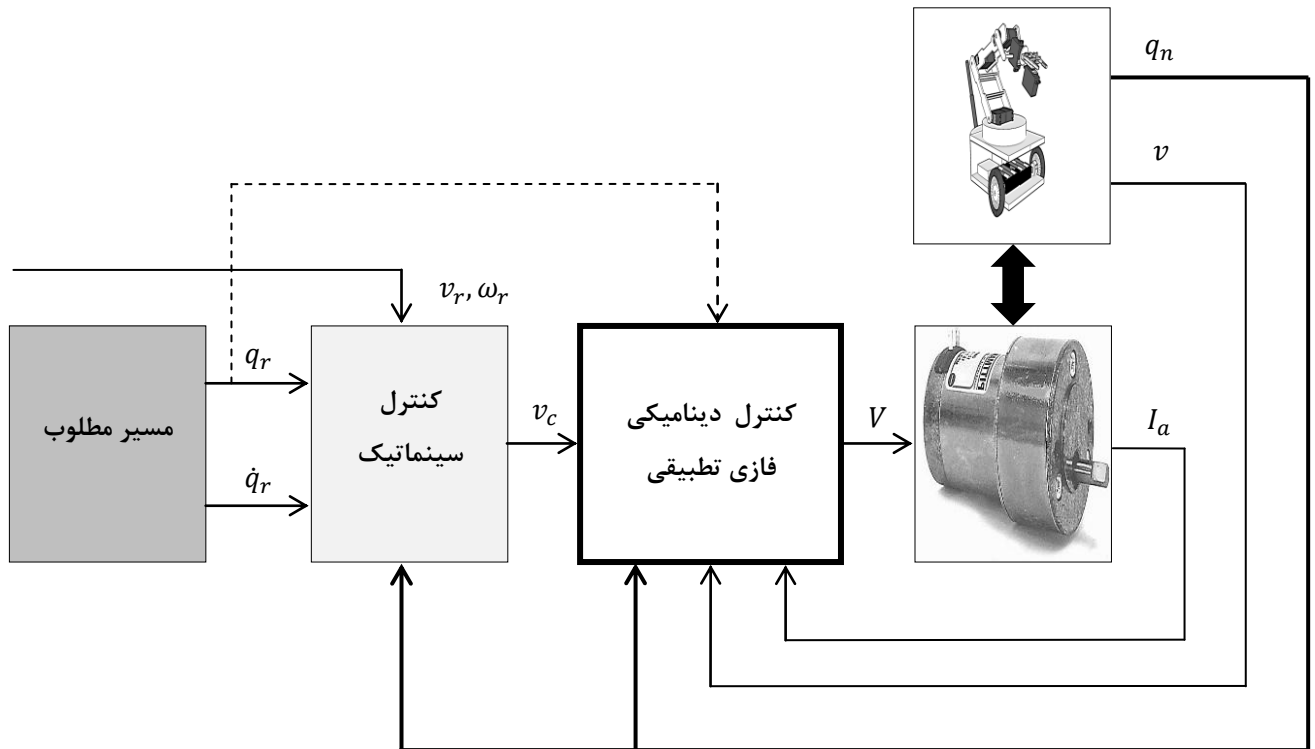 q_n
v
v_r, ω_r
q_r
مسیر مطلوب
q̇_r
کنترل
سینماتیک
v_c
کنترل دینامیکی
فازی تطبیقی
V
I_a